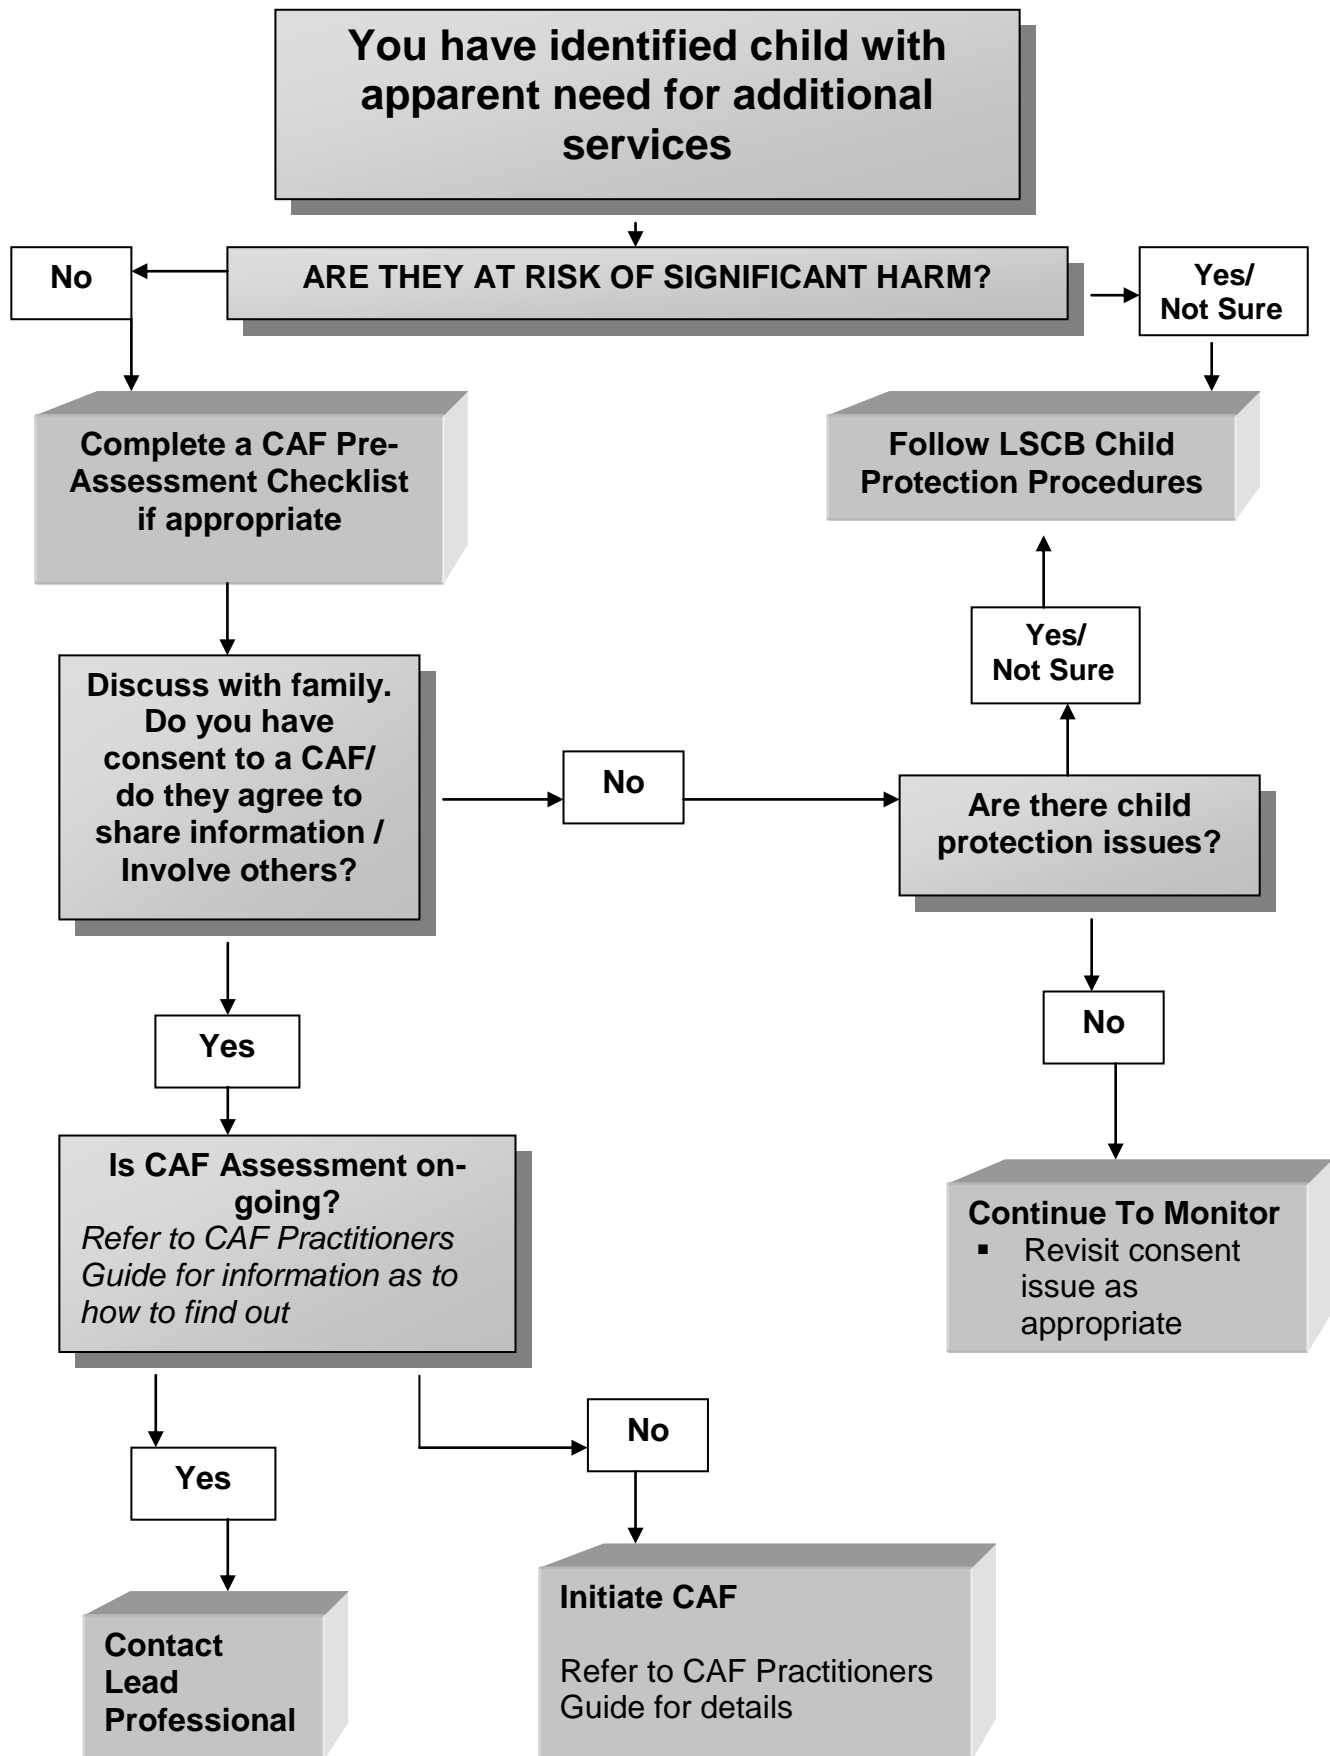 You have identified child with
apparent need for additional
services
No
ARE THEY AT RISK OF SIGNIFICANT HARM?
Yes/
Not Sure
Complete a CAF Pre-
Assessment Checklist
if appropriate
Follow LSCB Child
Protection Procedures
Yes/
Not Sure
Discuss with family.
Do you have
consent to a CAF/
do they agree to
share information /
Involve others?
No
Are there child
protection issues?
No
Yes
Is CAF Assessment on-
going?
Refer to CAF Practitioners
Guide for information as to
how to find out
Continue To Monitor
▪ Revisit consent
issue as
appropriate
No
Yes
Initiate CAF
Refer to CAF Practitioners
Guide for details
Contact
Lead
Professional